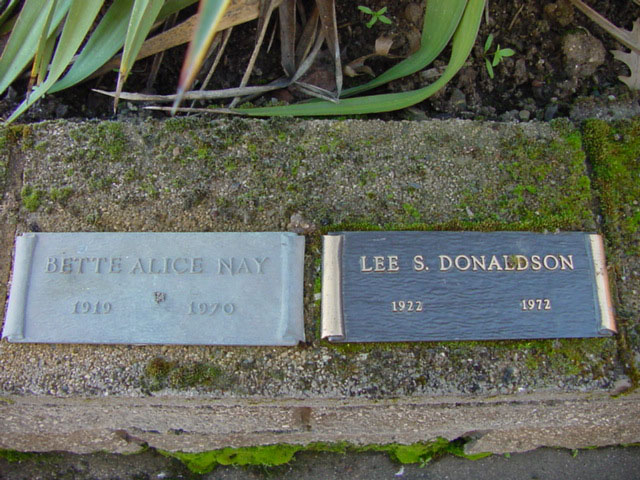 BETTE ALICE NAY
1919 1970
LEE S. DONALDSON
1922 1972